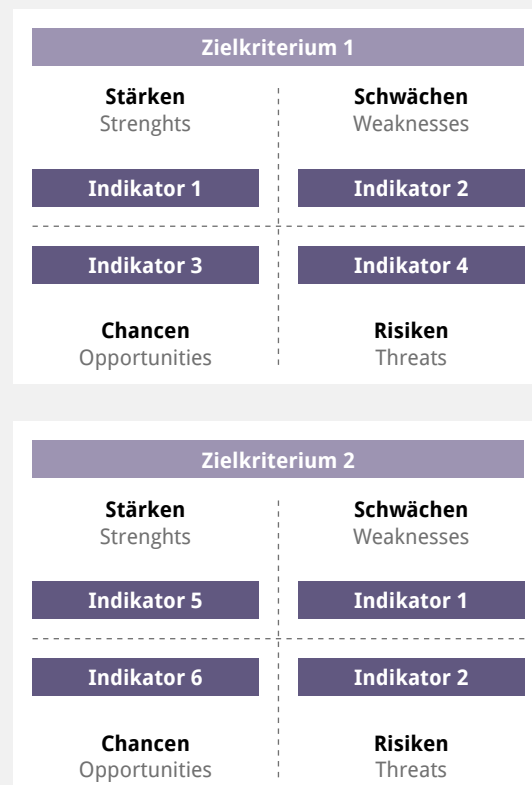 Zielkriterium 1
Stärken
Strenghts
Schwächen
Weaknesses
Indikator 1
Indikator 2
Indikator 3
Indikator 4
Chancen
Opportunities
Risiken
Threats
Zielkriterium 2
Stärken
Strenghts
Schwächen
Weaknesses
Indikator 5
Indikator 1
Indikator 6
Indikator 2
Chancen
Opportunities
Risiken
Threats